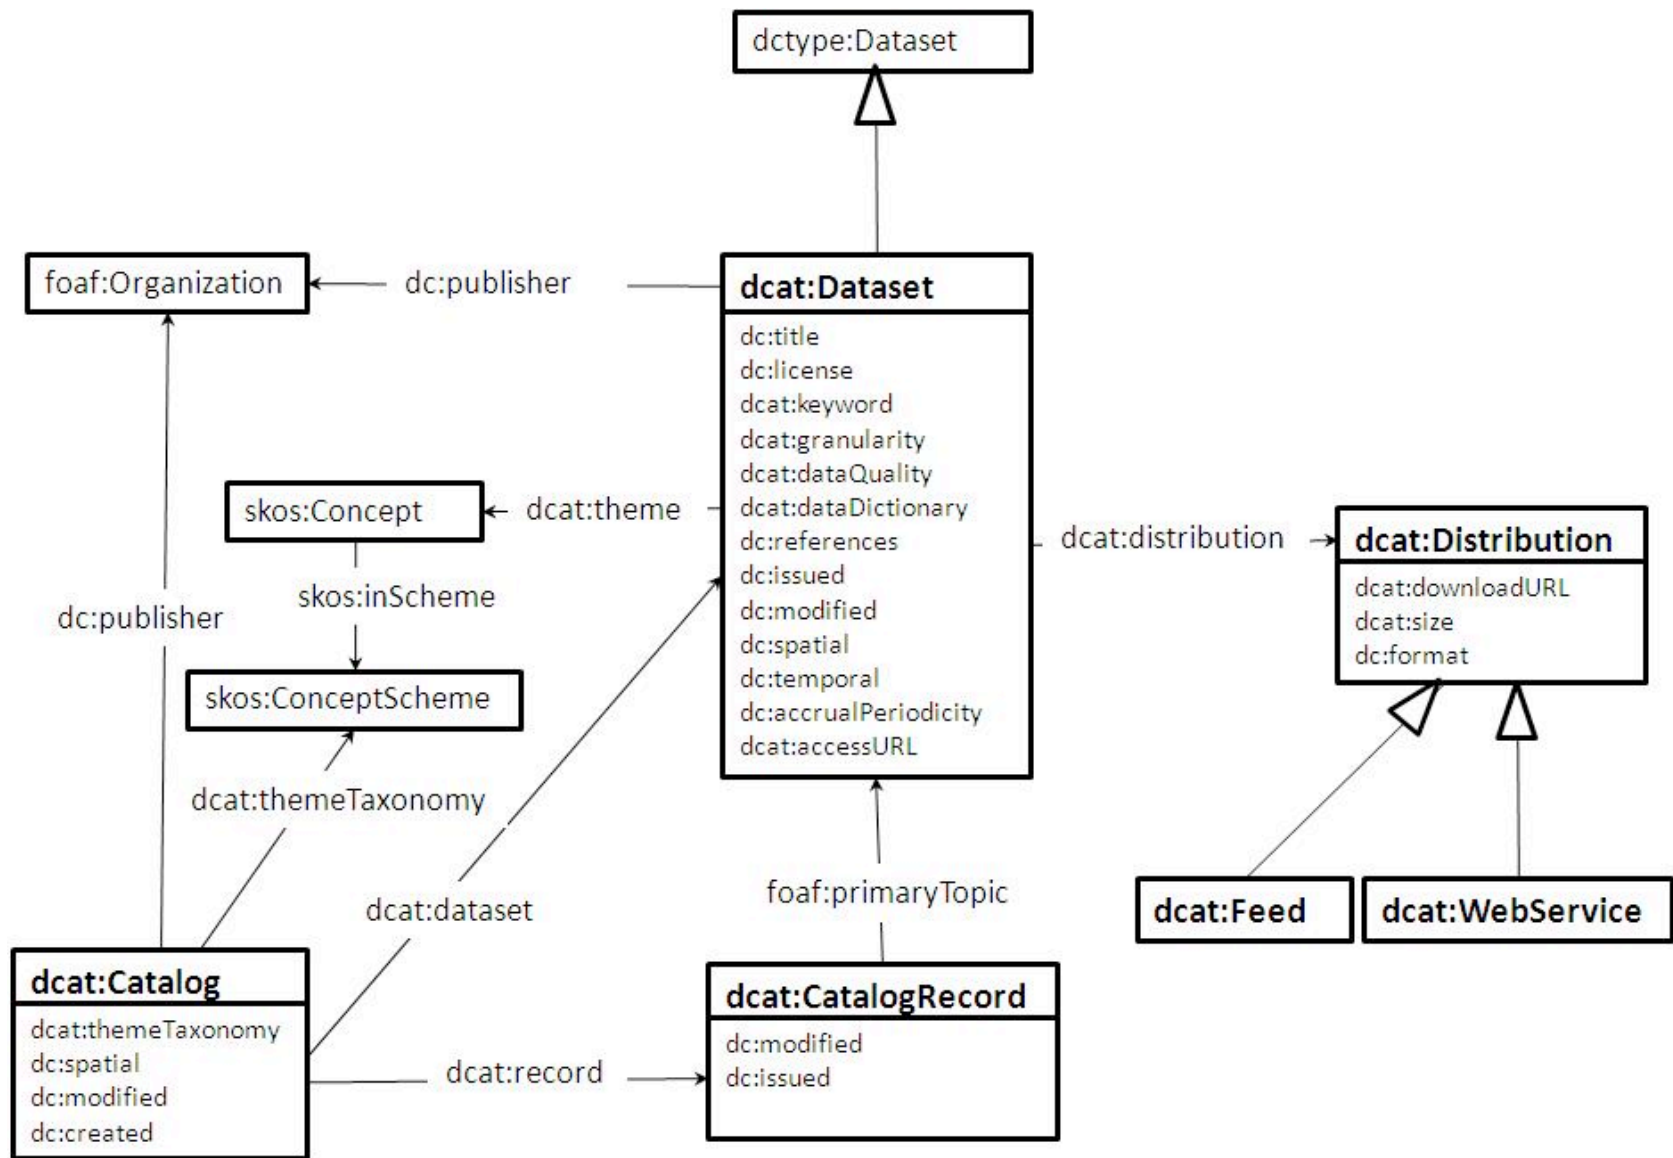 dctype:Dataset
foaf:Organization
dc:publisher
dcat:Dataset
dc:title
dc:license
dcat:keyword
dcat:granularity
dcat:dataQuality
dcat:dataDictionary
dc:references
dc:issued
dc:modified
dc:spatial
dc:temporal
dc:accrualPeriodicity
dcat:accessURL
skos:Concept
dcat:theme
skos:inScheme
dc:publisher
skos:ConceptScheme
dcat:themeTaxonomy
dcat:distribution
dcat:Distribution
dcat:downloadURL
dcat:size
dc:format
dcat:dataset
foaf:primaryTopic
dcat:Feed
dcat:WebService
dcat:Catalog
dcat:themeTaxonomy
dc:spatial
dc:modified
dc:created
dcat:record
dcat:CatalogRecord
dc:modified
dc:issued